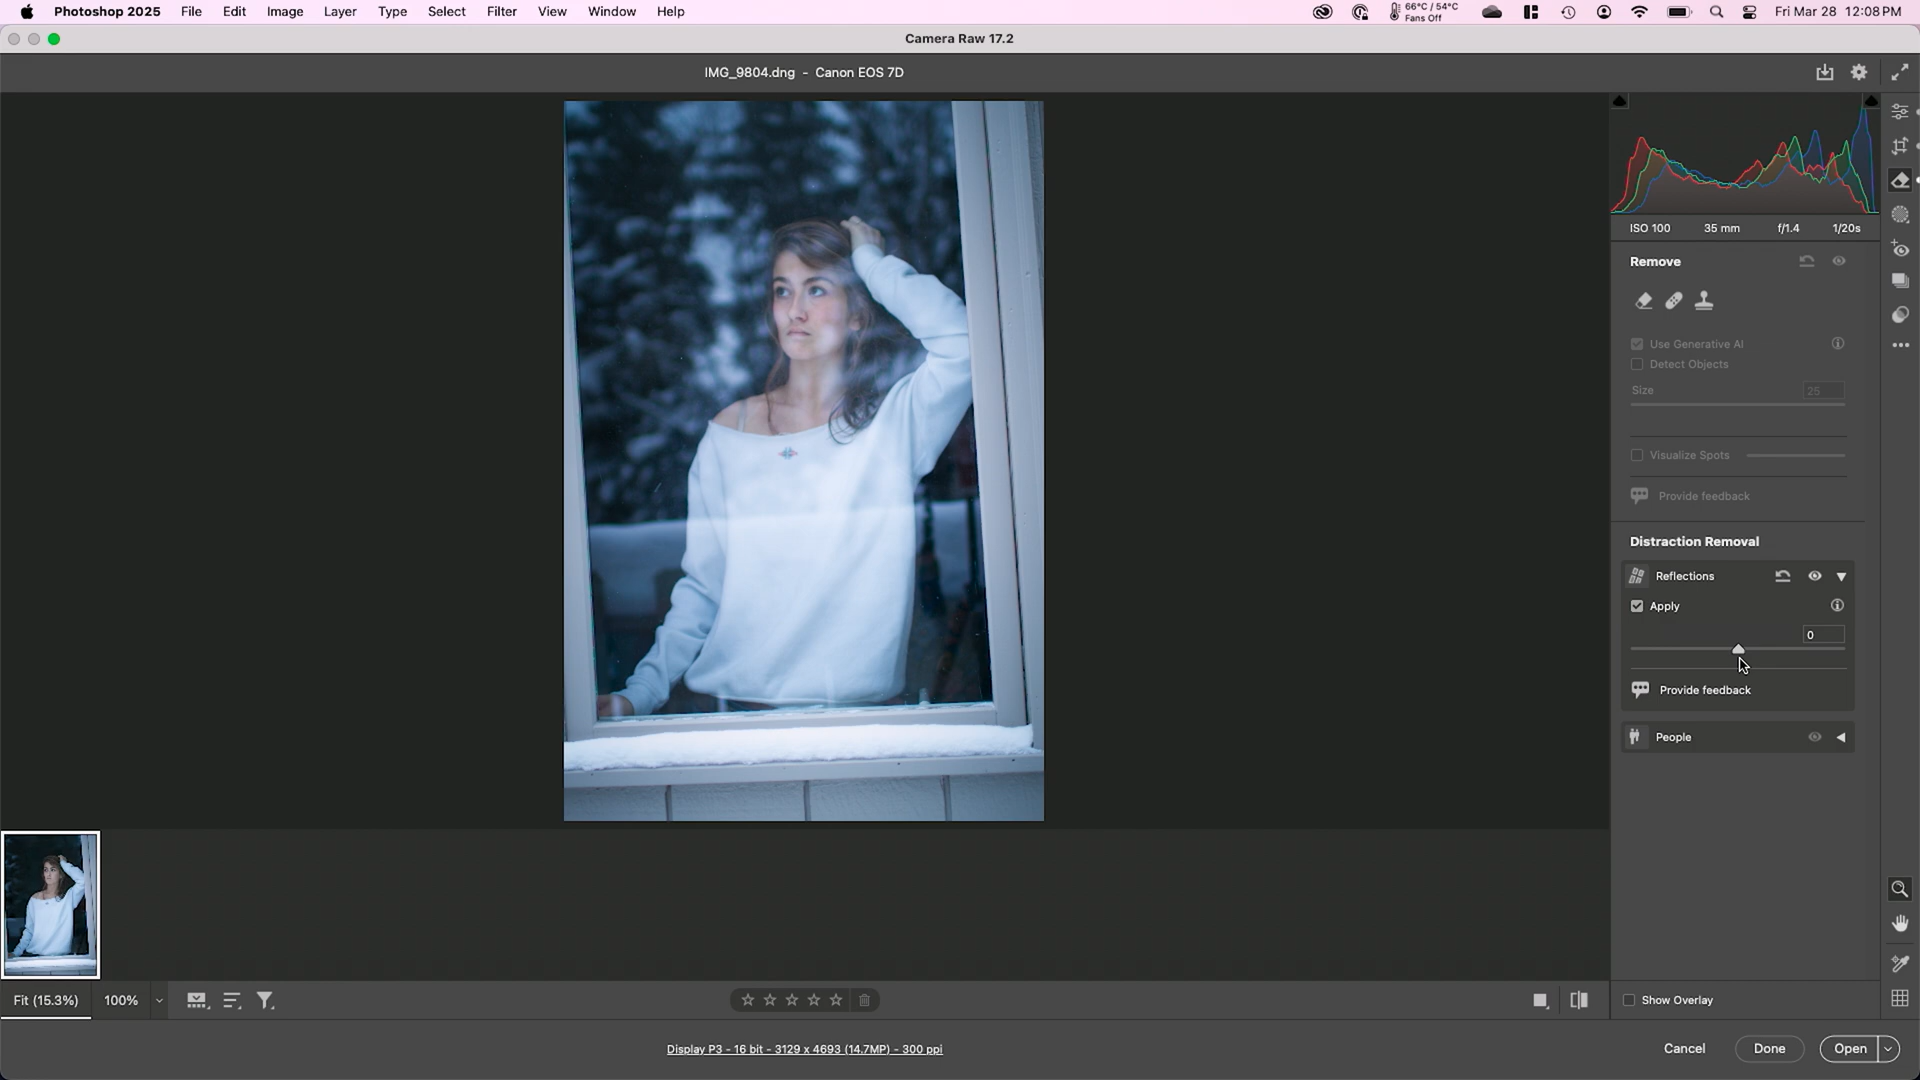 Photoshop 2025 File Edit Image Layer Type Select Filter View Window Help 66°C / 54°C Fans Off Fri Mar 28 12:08 PM
Camera Raw 17.2
IMG_9804.dng - Canon EOS 7D
ISO 100 35 mm f/1.4 1/20s
Remove
Use Generative AI
Detect Objects
Size 25
Visualize Spots
Provide feedback
Distraction Removal
Reflections
Apply
0
Provide feedback
People
Fit (15.3%) 100% Show Overlay
Display P3 - 16 bit - 3129 x 4693 (14.7MP) - 300 ppi Cancel Done Open